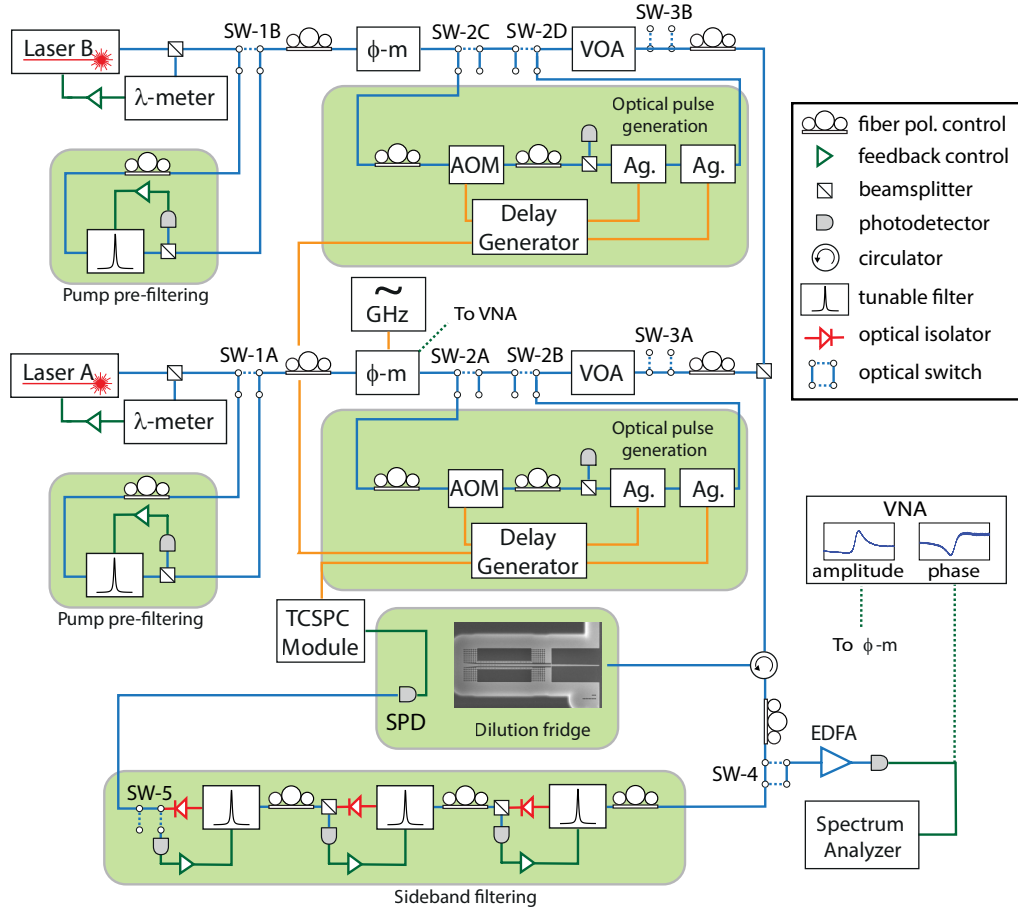 Laser B
λ-meter
SW-1B
ϕ-m
SW-2C
SW-2D
VOA
SW-3B
Optical pulse
generation
AOM
Ag.
Ag.
Delay
Generator
Pump pre-filtering
fiber pol. control
feedback control
beamsplitter
photodetector
circulator
tunable filter
optical isolator
optical switch
~
GHz
To VNA
Laser A
λ-meter
SW-1A
ϕ-m
SW-2A
SW-2B
VOA
SW-3A
Optical pulse
generation
AOM
Ag.
Ag.
Delay
Generator
Pump pre-filtering
VNA
amplitude
phase
To ϕ-m
TCSPC
Module
SPD
Dilution fridge
EDFA
SW-4
Spectrum
Analyzer
SW-5
Sideband filtering